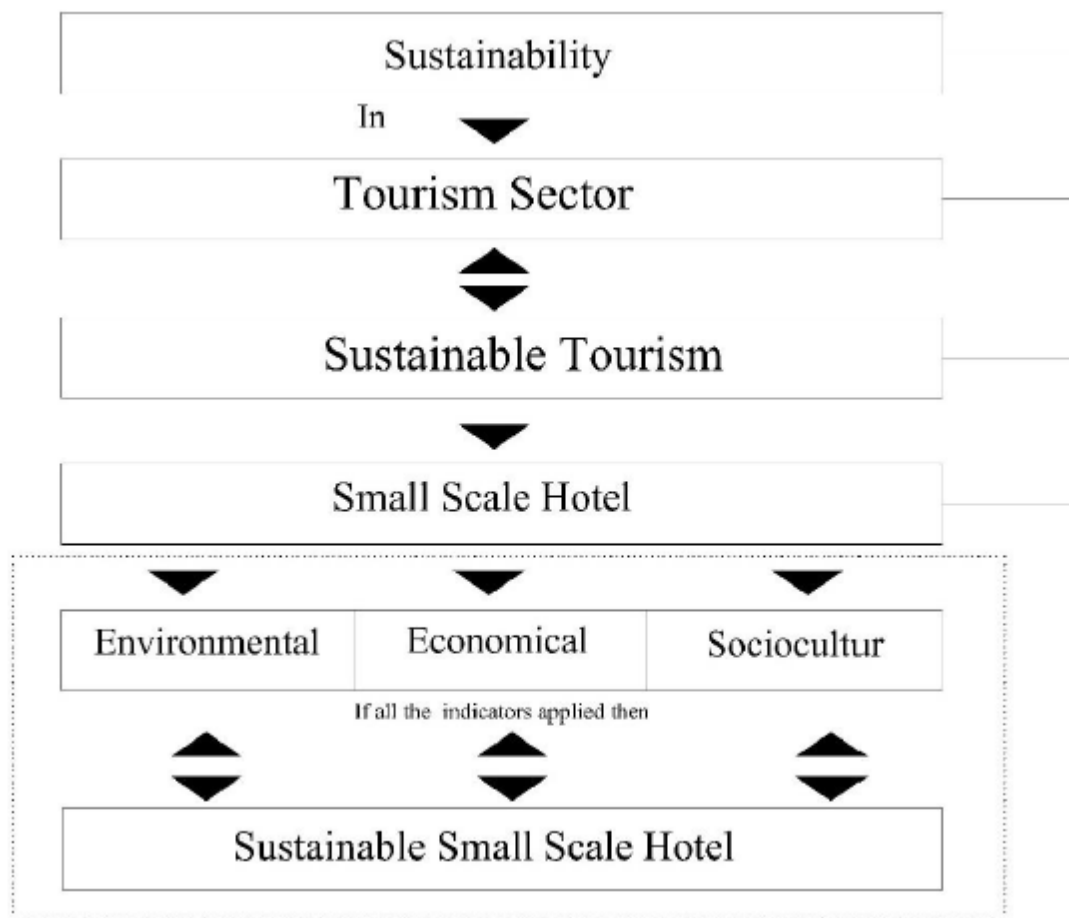 Sustainability
In
Tourism Sector
Sustainable Tourism
Small Scale Hotel
Environmental Economical Sociocultur
If all the indicators applied then
Sustainable Small Scale Hotel